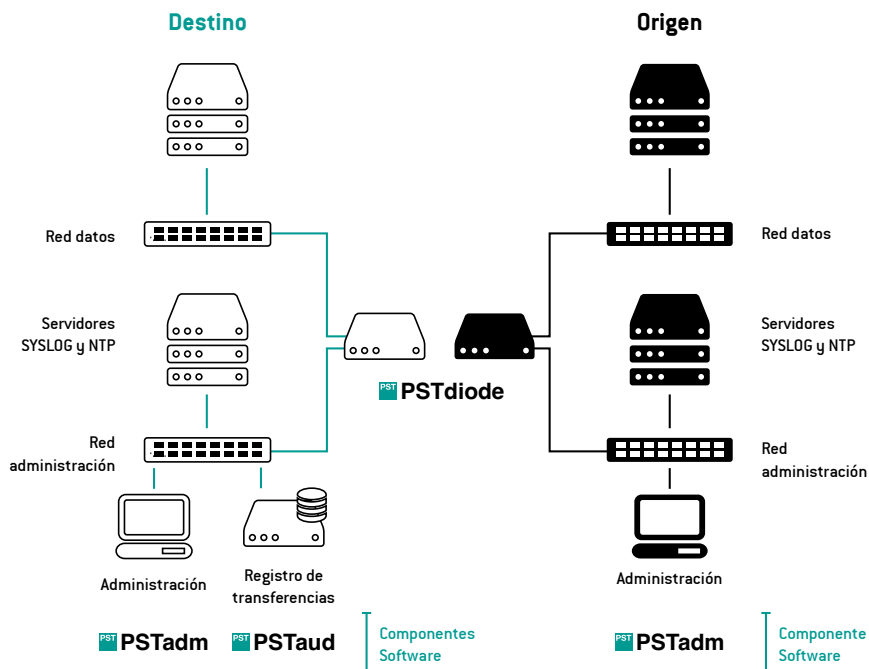 Destino
Origen
Red datos
Red datos
Servidores
SYSLOG y NTP
Servidores
SYSLOG y NTP
PST PSTdiode
Red
administración
Red
administración
Administración
Registro de
transferencias
Administración
PST PSTadm
PST PSTaud
Componentes
Software
PST PSTadm
Componente
Software